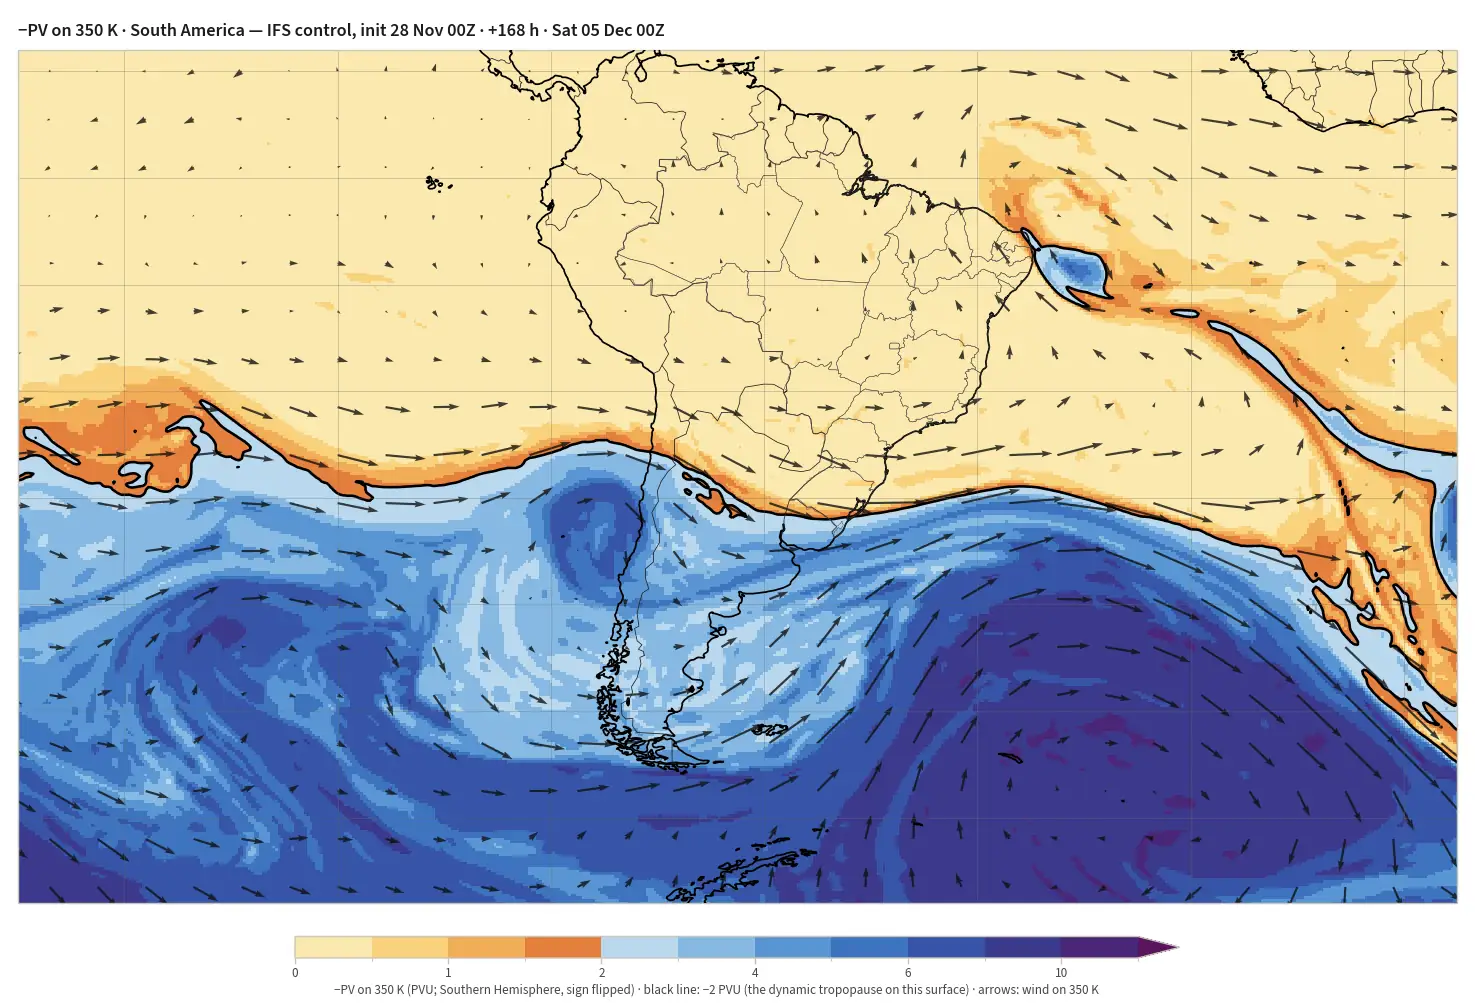 −PV on 350 K · South America — IFS control, init 28 Nov 00Z · +168 h · Sat 05 Dec 00Z
0 1 2 4 6 10
−PV on 350 K (PVU; Southern Hemisphere, sign flipped) · black line: −2 PVU (the dynamic tropopause on this surface) · arrows: wind on 350 K